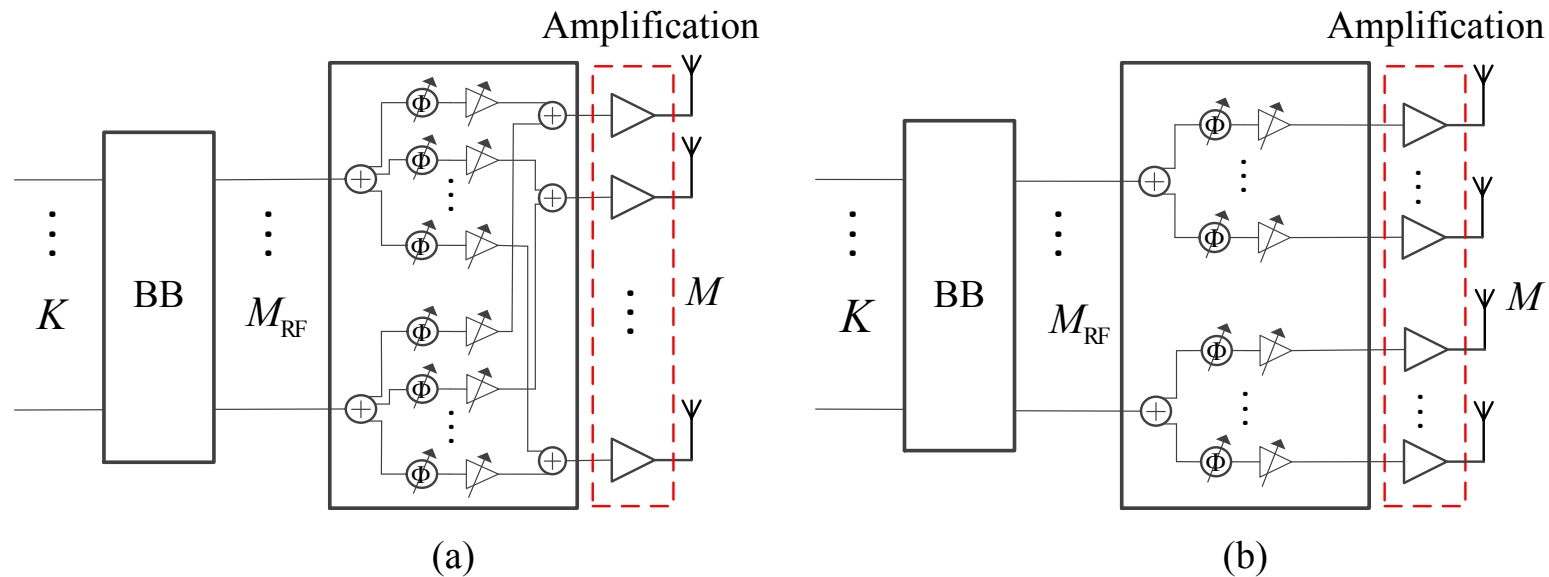 Amplification
Φ
Φ
Φ
Φ
Φ
Φ
K
BB
M_RF
M
(a)
Amplification
Φ
Φ
Φ
Φ
K
BB
M_RF
M
(b)